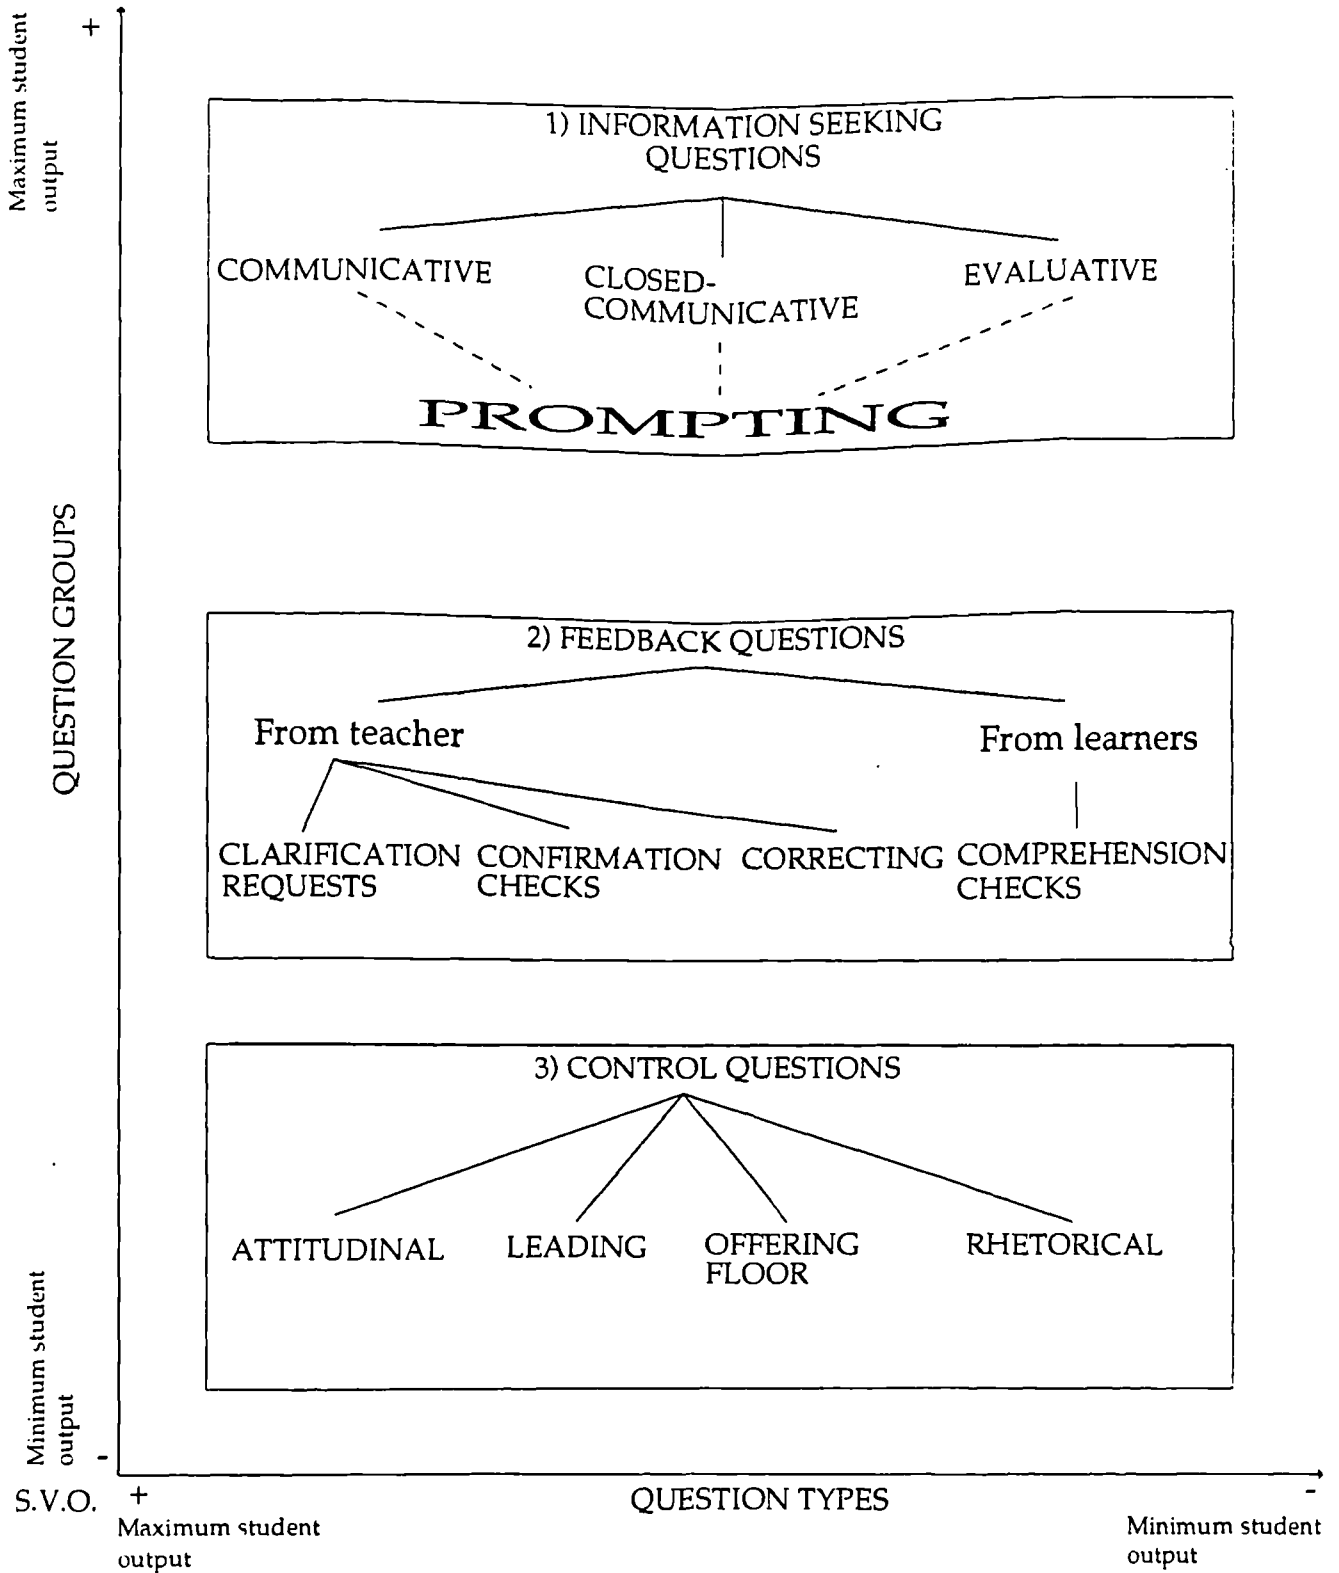 Maximum student
output
+
1) INFORMATION SEEKING
QUESTIONS
COMMUNICATIVE
CLOSED-
COMMUNICATIVE
EVALUATIVE
PROMPTING
QUESTION GROUPS
2) FEEDBACK QUESTIONS
From teacher
From learners
CLARIFICATION
REQUESTS
CONFIRMATION
CHECKS
CORRECTING
COMPREHENSION
CHECKS
3) CONTROL QUESTIONS
ATTITUDINAL
LEADING
OFFERING
FLOOR
RHETORICAL
Minimum student
output
-
S.V.O.
+
QUESTION TYPES
-
Maximum student
output
Minimum student
output